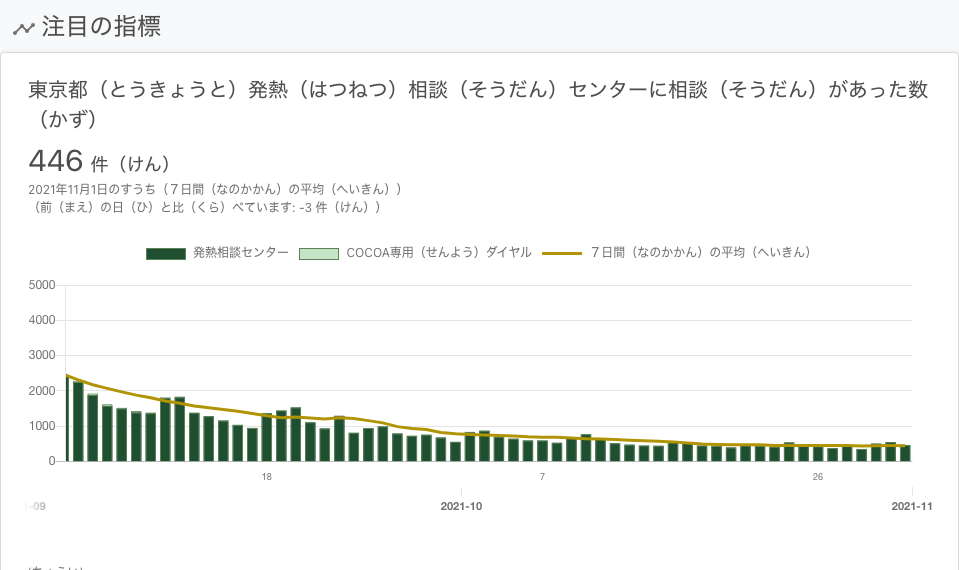 注目の指標
東京都（とうきょうと）発熱（はつねつ）相談（そうだん）センターに相談（そうだん）があった数
（かず）
446 件（けん）
2021年11月1日のすうち（７日間（なのかかん）の平均（へいきん））
（前（まえ）の日（ひ）と比（くら）べています: -3 件（けん））
発熱相談センター COCOA専用（せんよう）ダイヤル ７日間（なのかかん）の平均（へいきん）
5000
4000
3000
2000
1000
0
18 7 26
-09 2021-10 2021-11